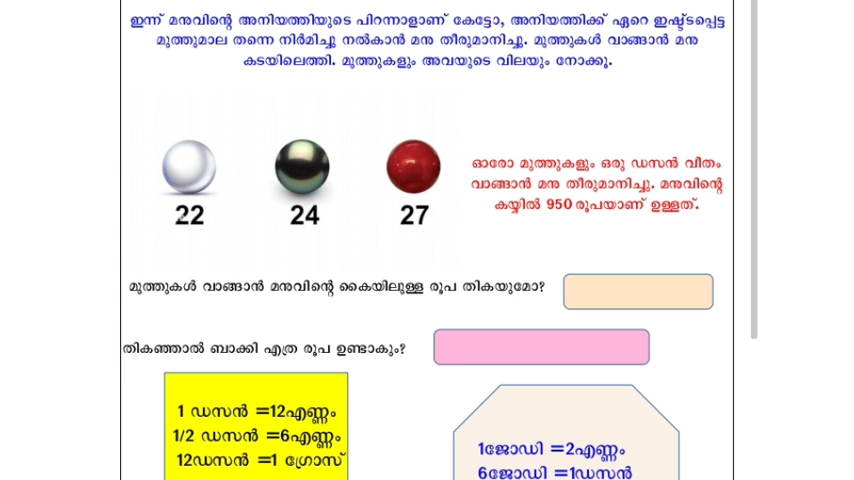 ഇന്ന് മനുവിന്റെ അനിയത്തിയുടെ പിറന്നാളാണ് കേട്ടോ, അനിയത്തിക്ക് ഏറെ ഇഷ്ട്ടപ്പെട്ട
മുത്തുമാല തന്നെ നിർമിച്ചു നൽകാൻ മനു തീരുമാനിച്ചു. മുത്തുകൾ വാങ്ങാൻ മനു
കടയിലെത്തി. മുത്തുകളും അവയുടെ വിലയും നോക്കൂ.
22 24 27
ഓരോ മുത്തുകളും ഒരു ഡസൻ വീതം
വാങ്ങാൻ മനു തീരുമാനിച്ചു. മനുവിന്റെ
കയ്യിൽ 950 രൂപയാണ് ഉള്ളത്.
മുത്തുകൾ വാങ്ങാൻ മനുവിന്റെ കൈയിലുള്ള രൂപ തികയുമോ?
തികഞ്ഞാൽ ബാക്കി എത്ര രൂപ ഉണ്ടാകും?
1 ഡസൻ =12എണ്ണം
1/2 ഡസൻ =6എണ്ണം
12ഡസൻ =1 ഗ്രോസ്
1ജോഡി =2എണ്ണം
6ജോഡി =1ഡസൻ